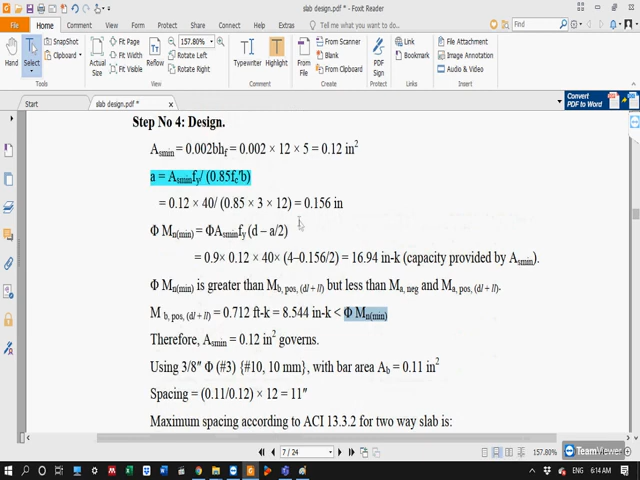 slab design.pdf * - Foxit Reader
File Home Comment View Form Protect Share Connect Help Extras Tell me what you want to do... Find
Hand Select SnapShot Clipboard Actual Size Fit Page Fit Width Fit Visible Reflow 157.80% Rotate Left Rotate Right Typewriter Highlight From File From Scanner Blank From Clipboard PDF Sign Link Bookmark File Attachment Image Annotation Audio & Video
Tools View Comment Create Protect Links Insert
Start slab design.pdf * Convert PDF to Word
Step No 4: Design.
Asmin = 0.002bhf = 0.002 × 12 × 5 = 0.12 in²
a = Asminfy/ (0.85fc′b)
= 0.12 × 40/ (0.85 × 3 × 12) = 0.156 in
Φ Mn(min) = ΦAsminfy (d – a/2)
= 0.9× 0.12 × 40× (4–0.156/2) = 16.94 in-k (capacity provided by Asmin).
Φ Mn(min) is greater than Mb,pos, (dl + ll) but less than Ma, neg and Ma,pos, (dl + ll).
M b,pos, (dl + ll) = 0.712 ft-k = 8.544 in-k < Φ Mn(min)
Therefore, Asmin = 0.12 in² governs.
Using 3/8″ Φ (#3) {#10, 10 mm}, with bar area Ab = 0.11 in²
Spacing = (0.11/0.12) × 12 = 11″
Maximum spacing according to ACI 13.3.2 for two way slab is:
7 / 24 157.80%
TeamViewer
6:14 AM